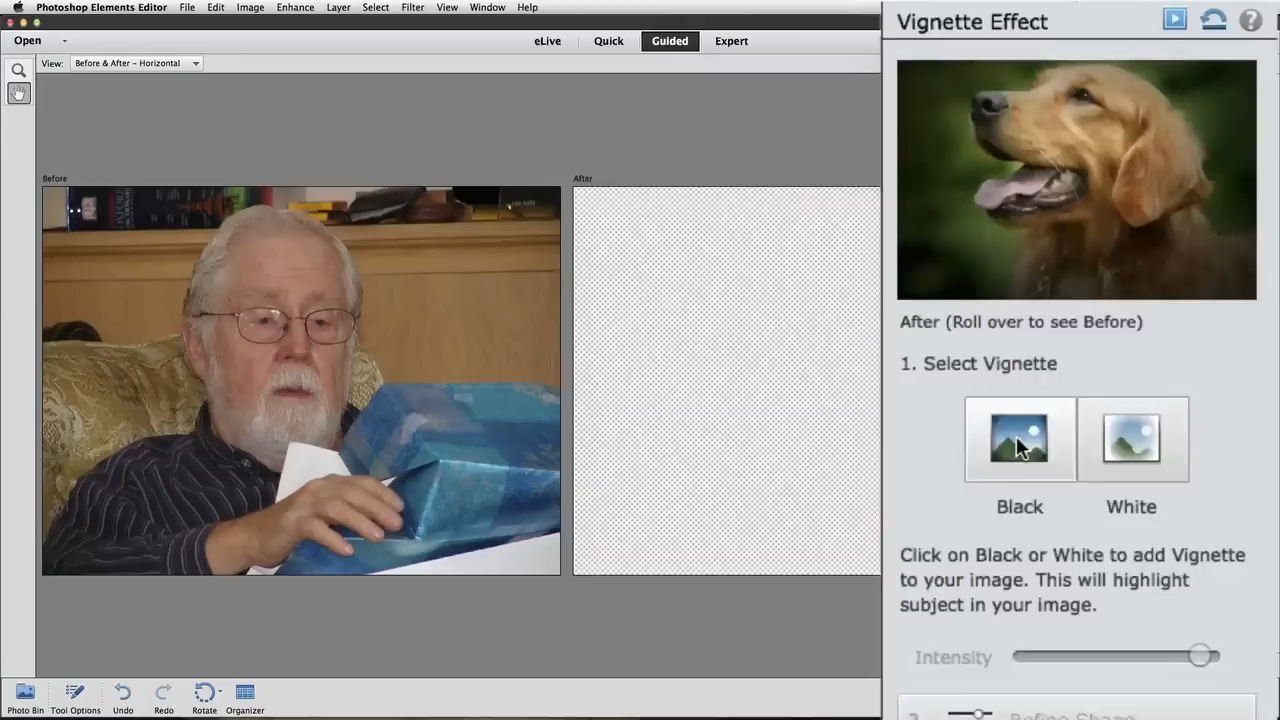 Photoshop Elements Editor File Edit Image Enhance Layer Select Filter View Window Help
Open eLive Quick Guided Expert
View: Before & After - Horizontal
Before
After
Vignette Effect
?
After (Roll over to see Before)
1. Select Vignette
Black White
Click on Black or White to add Vignette
to your image. This will highlight
subject in your image.
Intensity
2. Refine Shape
Photo Bin Tool Options Undo Redo Rotate Organizer